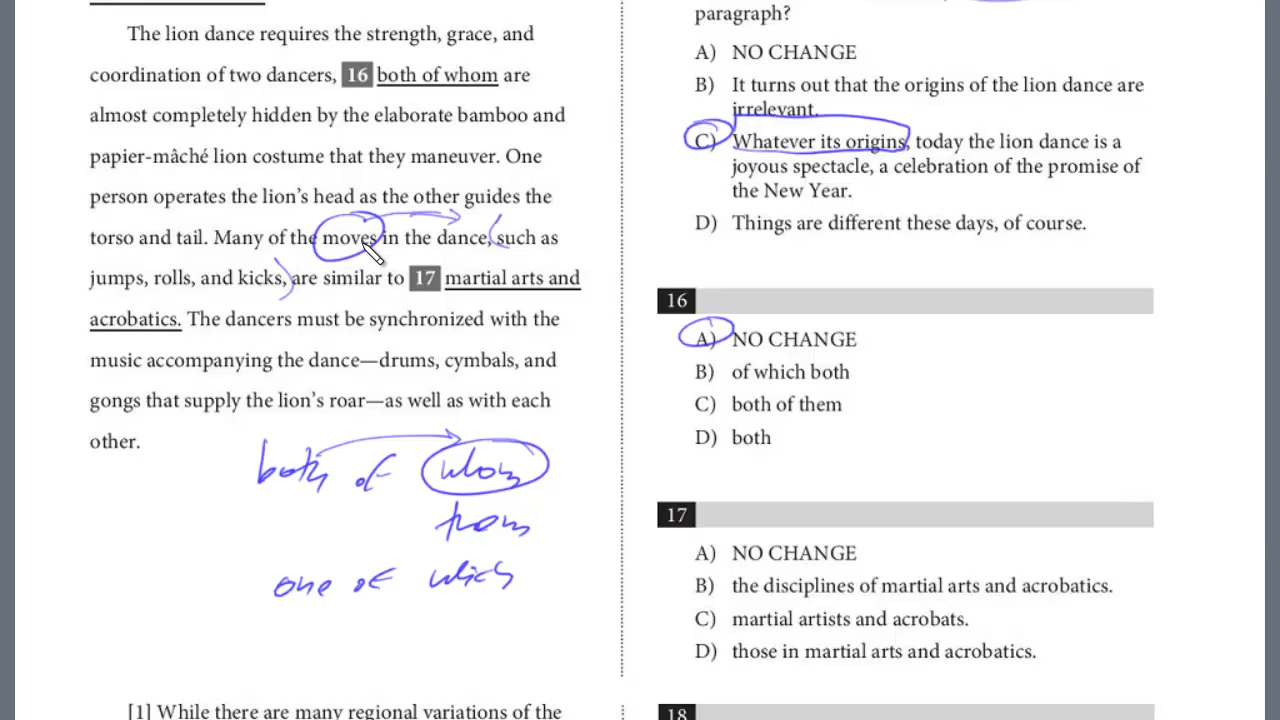 The lion dance requires the strength, grace, and
coordination of two dancers, 16 both of whom are
almost completely hidden by the elaborate bamboo and
papier-mâché lion costume that they maneuver. One
person operates the lion's head as the other guides the
torso and tail. Many of the moves in the dance, such as
jumps, rolls, and kicks, are similar to 17 martial arts and
acrobatics. The dancers must be synchronized with the
music accompanying the dance—drums, cymbals, and
gongs that supply the lion's roar—as well as with each
other.
both of whom
from
one of which
[1] While there are many regional variations of the
paragraph?
A) NO CHANGE
B) It turns out that the origins of the lion dance are
irrelevant.
C) Whatever its origins, today the lion dance is a
joyous spectacle, a celebration of the promise of
the New Year.
D) Things are different these days, of course.
16
A) NO CHANGE
B) of which both
C) both of them
D) both
17
A) NO CHANGE
B) the disciplines of martial arts and acrobatics.
C) martial artists and acrobats.
D) those in martial arts and acrobatics.
18